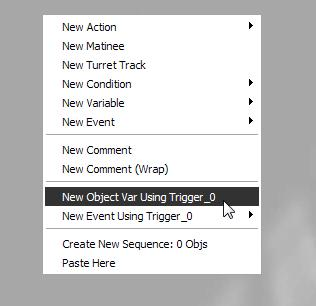 New Action
New Matinee
New Turret Track
New Condition
New Variable
New Event
New Comment
New Comment (Wrap)
New Object Var Using Trigger_0
New Event Using Trigger_0
Create New Sequence: 0 Objs
Paste Here